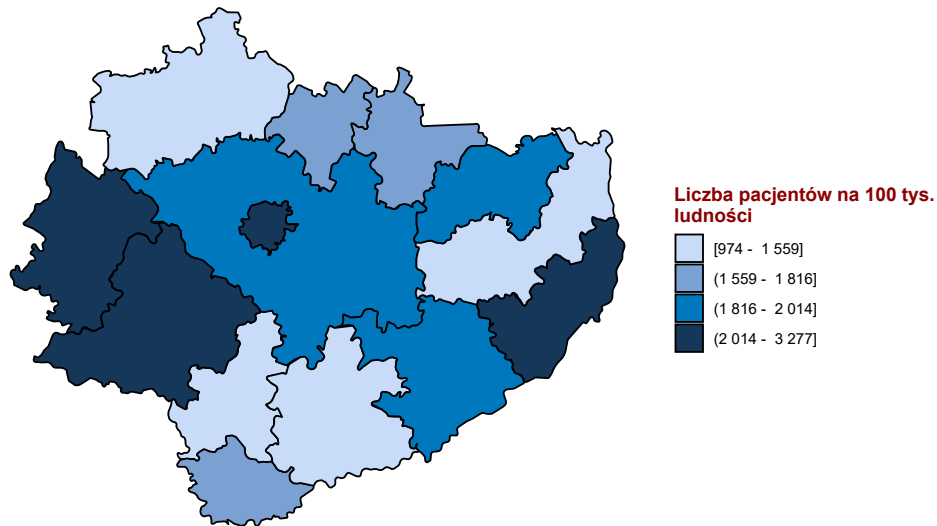 Liczba pacjentów na 100 tys.
ludności
[974 - 1 559]
(1 559 - 1 816]
(1 816 - 2 014]
(2 014 - 3 277]